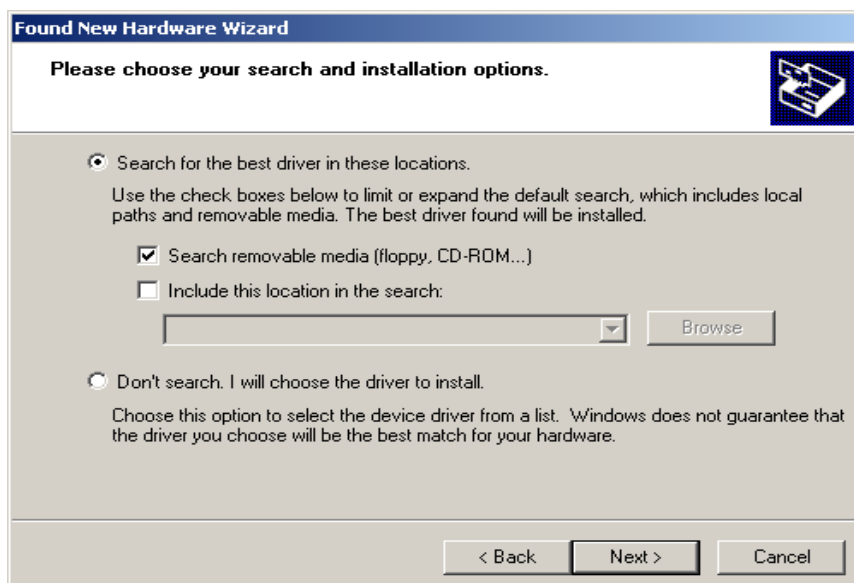 Found New Hardware Wizard
Please choose your search and installation options.
Search for the best driver in these locations.
Use the check boxes below to limit or expand the default search, which includes local
paths and removable media. The best driver found will be installed.
Search removable media (floppy, CD-ROM...)
Include this location in the search:
Browse
Don't search. I will choose the driver to install.
Choose this option to select the device driver from a list.  Windows does not guarantee that
the driver you choose will be the best match for your hardware.
< Back Next > Cancel